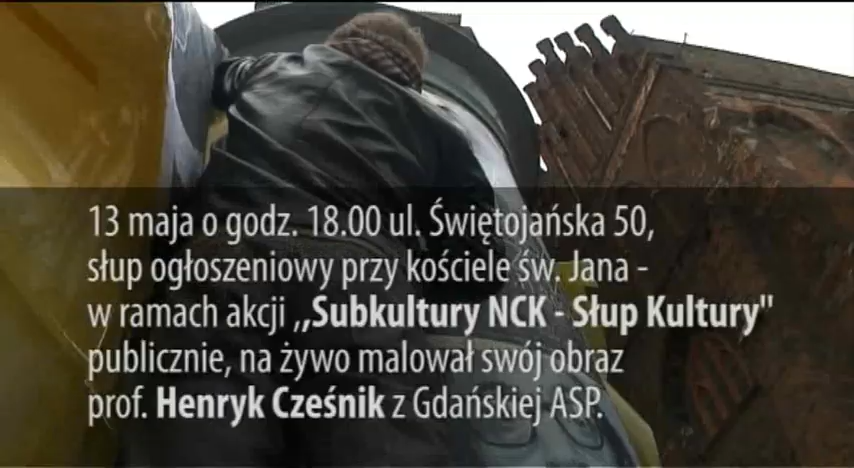 13 maja o godz. 18.00 ul. Świętojańska 50,
słup ogłoszeniowy przy kościele św. Jana -
w ramach akcji ,,Subkultury NCK - Słup Kultury"
publicznie, na żywo malował swój obraz
prof. Henryk Cześnik z Gdańskiej ASP.